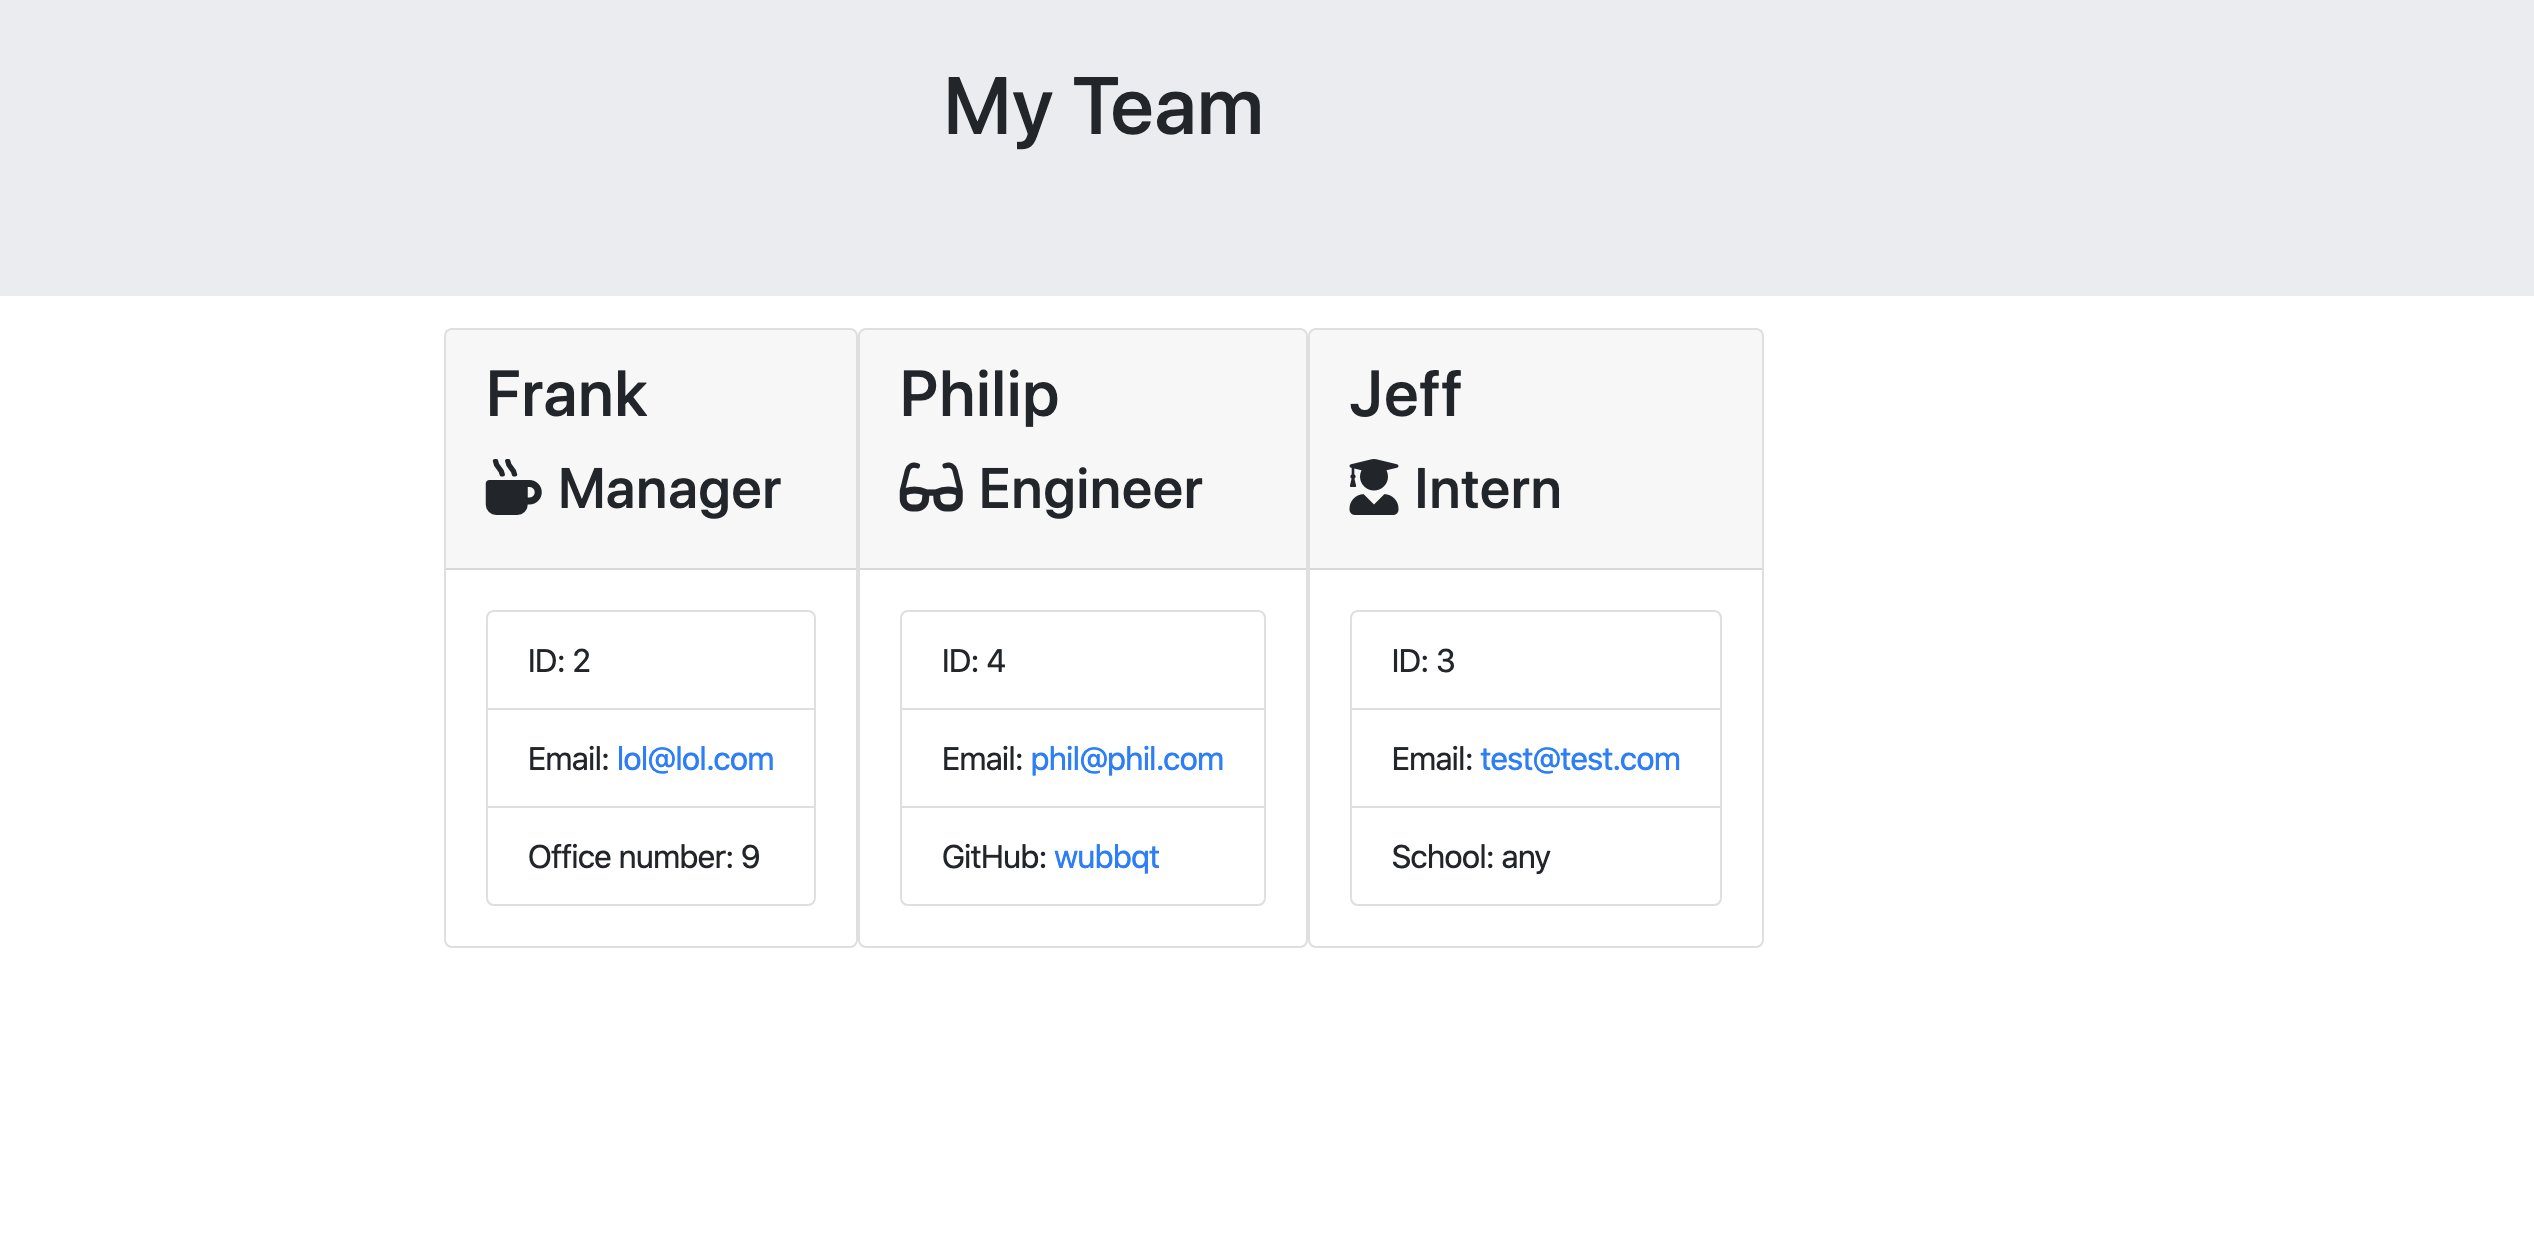 My Team
Frank
Manager
ID: 2
Email: lol@lol.com
Office number: 9
Philip
Engineer
ID: 4
Email: phil@phil.com
GitHub: wubbqt
Jeff
Intern
ID: 3
Email: test@test.com
School: any